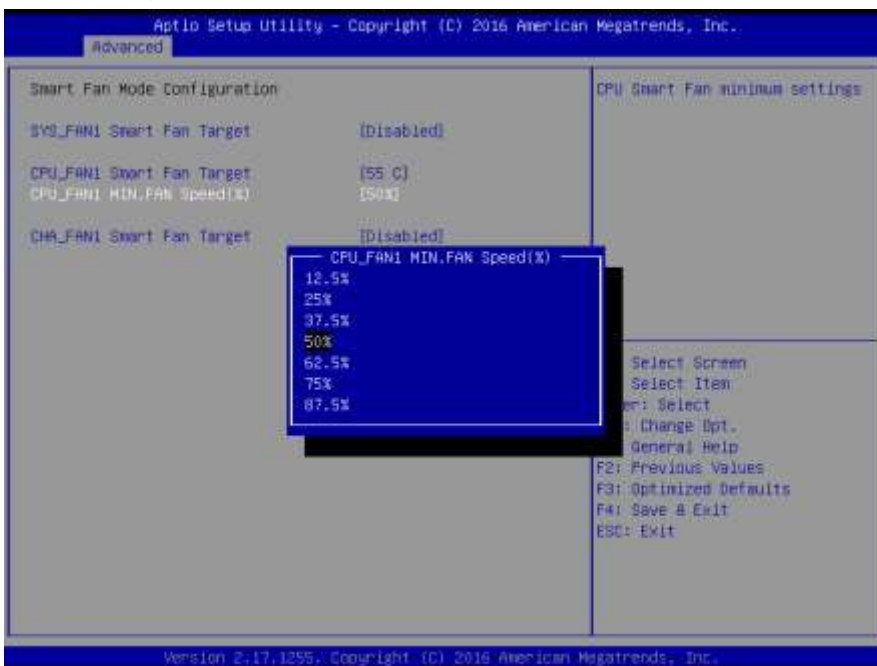 Aptio Setup Utility - Copyright (C) 2016 American Megatrends, Inc.
Advanced
Smart Fan Mode Configuration
SYS_FAN1 Smart Fan Target [Disabled]
CPU_FAN1 Smart Fan Target [55 C]
CPU_FAN1 MIN.FAN Speed(%) [50%]
CHA_FAN1 Smart Fan Target [Disabled]
CPU Smart Fan minimum settings
CPU_FAN1 MIN.FAN Speed(%)
12.5%
25%
37.5%
50%
62.5%
75%
87.5%
Select Screen
Select Item
er: Select
: Change Opt.
General Help
F2: Previous Values
F3: Optimized Defaults
F4: Save & Exit
ESC: Exit
Version 2.17.1255. Copyright (C) 2016 American Megatrends, Inc.